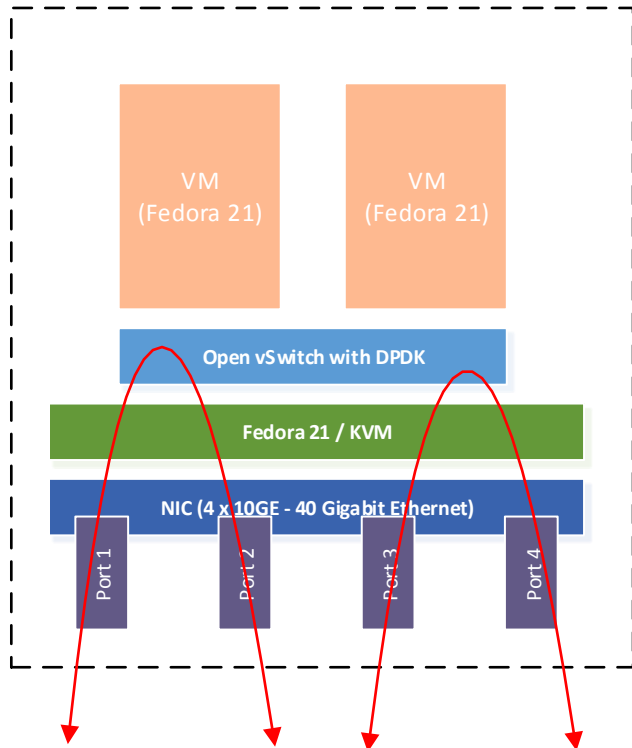 VM
(Fedora 21)
VM
(Fedora 21)
Open vSwitch with DPDK
Fedora 21 / KVM
NIC (4 x 10GE - 40 Gigabit Ethernet)
Port 1
Port 2
Port 3
Port 4